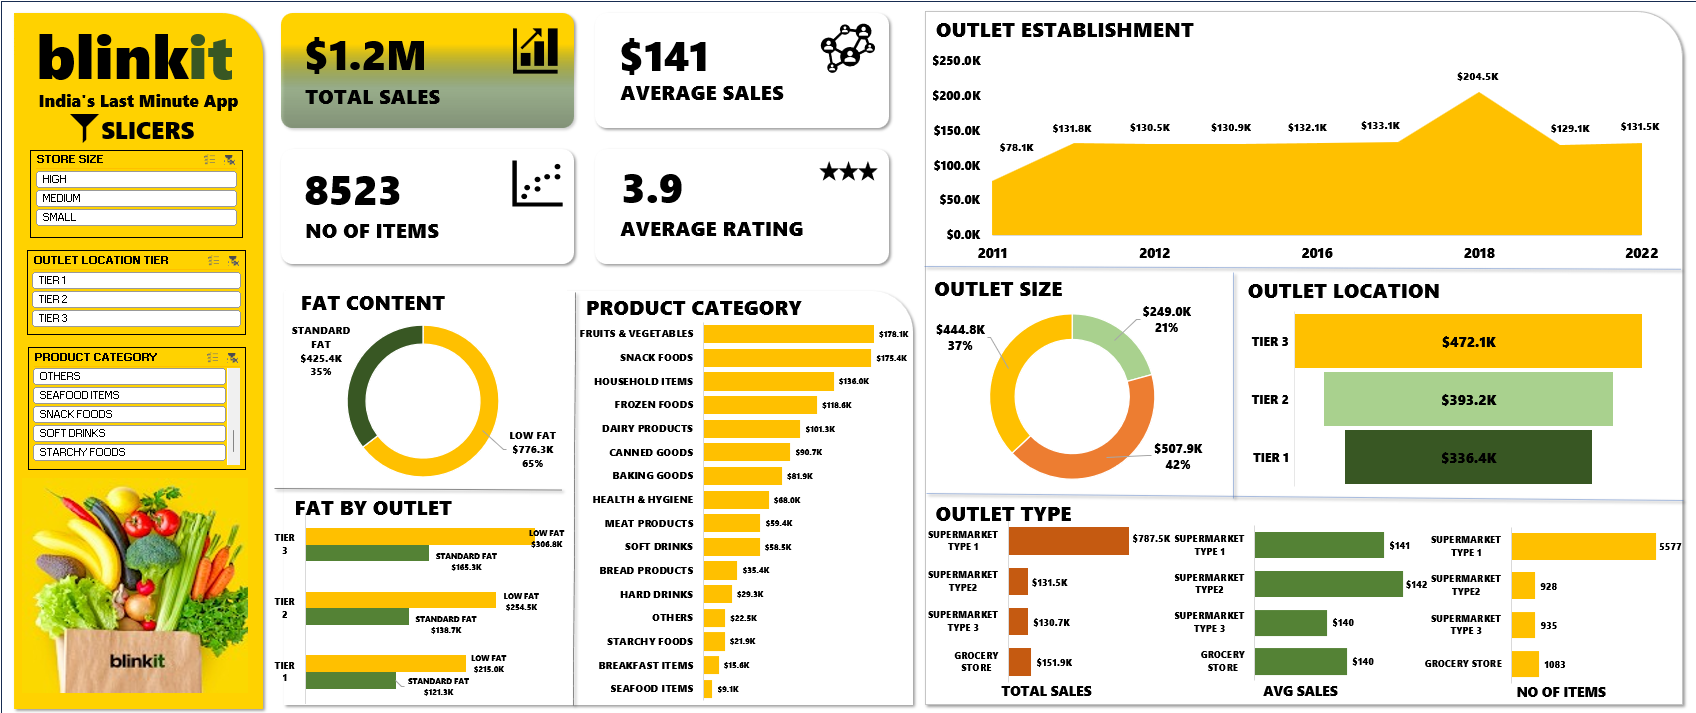 blinkit
India's Last Minute App
SLICERS
STORE SIZE
HIGH
MEDIUM
SMALL
OUTLET LOCATION TIER
TIER 1
TIER 2
TIER 3
PRODUCT CATEGORY
OTHERS
SEAFOOD ITEMS
SNACK FOODS
SOFT DRINKS
STARCHY FOODS
blinkit
$1.2M
TOTAL SALES
$141
AVERAGE SALES
8523
NO OF ITEMS
3.9
AVERAGE RATING
FAT CONTENT
STANDARD
FAT
$425.4K
35%
LOW FAT
$776.3K
65%
FAT BY OUTLET
TIER
3
LOW FAT
$306.8K
STANDARD FAT
$165.3K
TIER
2
LOW FAT
$254.5K
STANDARD FAT
$138.7K
TIER
1
LOW FAT
$215.0K
STANDARD FAT
$121.3K
PRODUCT CATEGORY
FRUITS & VEGETABLES $178.1K
SNACK FOODS $175.4K
HOUSEHOLD ITEMS $136.0K
FROZEN FOODS $118.6K
DAIRY PRODUCTS $101.3K
CANNED GOODS $90.7K
BAKING GOODS $81.9K
HEALTH & HYGIENE $68.0K
MEAT PRODUCTS $59.4K
SOFT DRINKS $58.5K
BREAD PRODUCTS $35.4K
HARD DRINKS $29.3K
OTHERS $22.5K
STARCHY FOODS $21.9K
BREAKFAST ITEMS $15.6K
SEAFOOD ITEMS $9.1K
OUTLET ESTABLISHMENT
$250.0K
$200.0K
$150.0K
$100.0K
$50.0K
$0.0K
$78.1K $131.8K $130.5K $130.9K $132.1K $133.1K $204.5K $129.1K $131.5K
2011 2012 2016 2018 2022
OUTLET SIZE
$444.8K
37%
$249.0K
21%
$507.9K
42%
OUTLET LOCATION
TIER 3 $472.1K
TIER 2 $393.2K
TIER 1 $336.4K
OUTLET TYPE
SUPERMARKET
TYPE 1
$787.5K
SUPERMARKET
TYPE2
$131.5K
SUPERMARKET
TYPE 3
$130.7K
GROCERY
STORE
$151.9K
TOTAL SALES
SUPERMARKET
TYPE 1
$141
SUPERMARKET
TYPE2
$142
SUPERMARKET
TYPE 3
$140
GROCERY
STORE
$140
AVG SALES
SUPERMARKET
TYPE 1
5577
SUPERMARKET
TYPE2
928
SUPERMARKET
TYPE 3
935
GROCERY STORE 1083
NO OF ITEMS